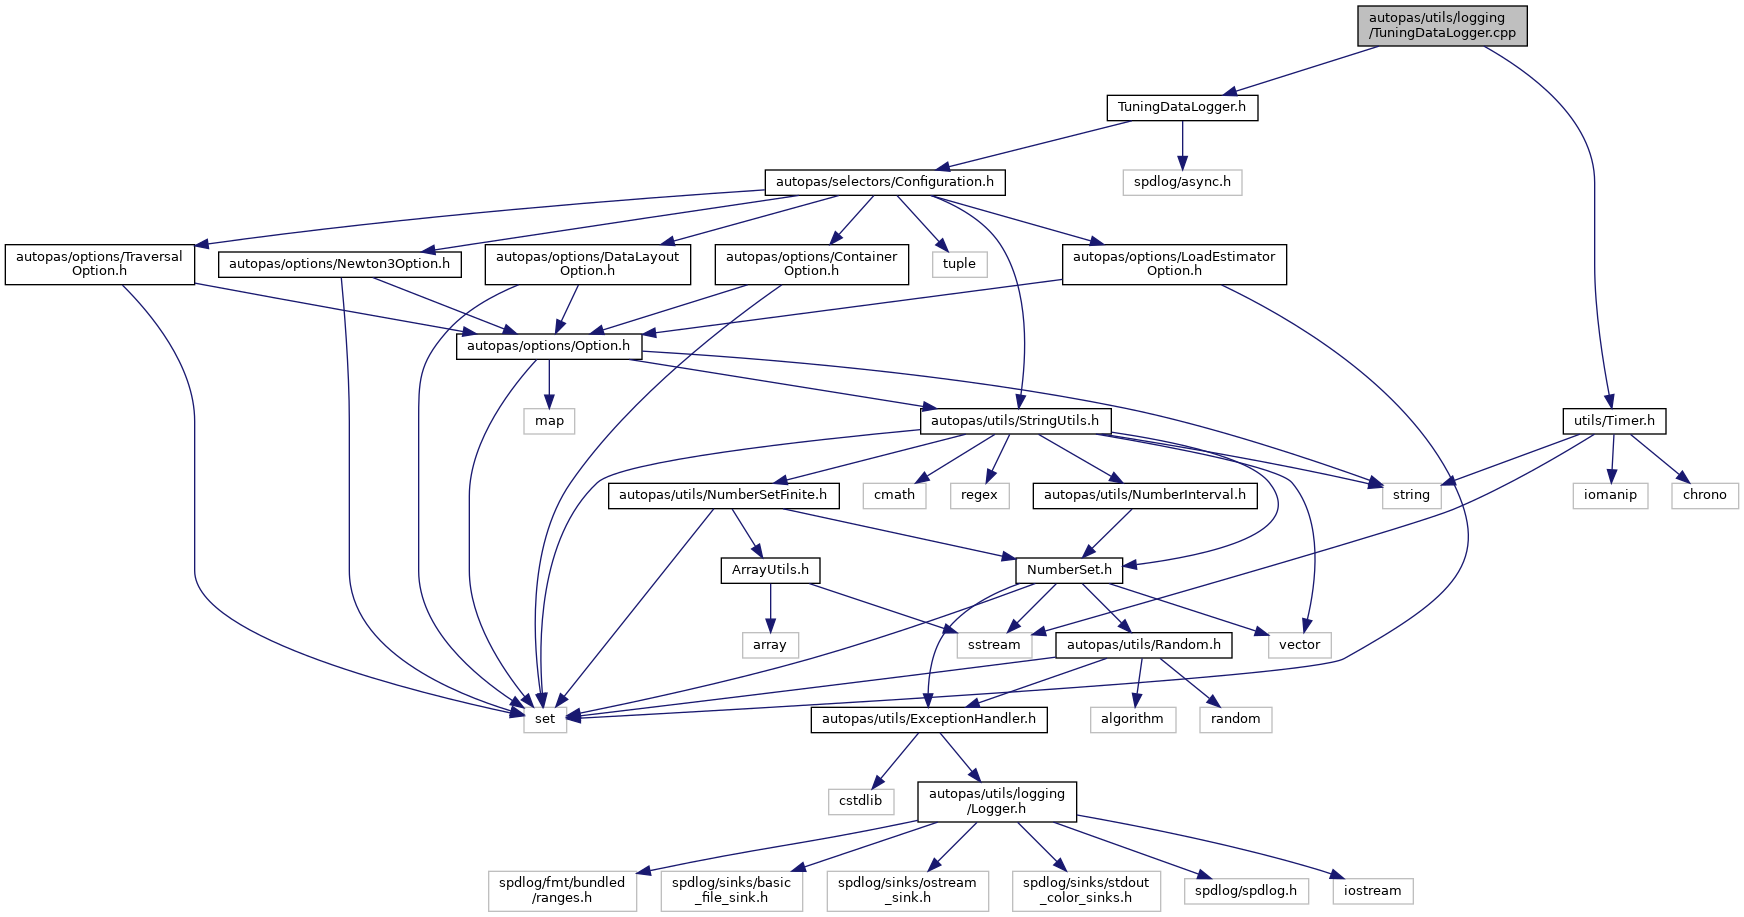 autopas/utils/logging
/TuningDataLogger.cpp
TuningDataLogger.h
autopas/selectors/Configuration.h
spdlog/async.h
autopas/options/Traversal
Option.h
autopas/options/Newton3Option.h
autopas/options/DataLayout
Option.h
autopas/options/Container
Option.h
tuple
autopas/options/LoadEstimator
Option.h
autopas/options/Option.h
map
autopas/utils/StringUtils.h
utils/Timer.h
autopas/utils/NumberSetFinite.h
cmath
regex
autopas/utils/NumberInterval.h
string
iomanip
chrono
ArrayUtils.h
NumberSet.h
array
sstream
autopas/utils/Random.h
vector
set
autopas/utils/ExceptionHandler.h
algorithm
random
cstdlib
autopas/utils/logging
/Logger.h
spdlog/fmt/bundled
/ranges.h
spdlog/sinks/basic
_file_sink.h
spdlog/sinks/ostream
_sink.h
spdlog/sinks/stdout
_color_sinks.h
spdlog/spdlog.h
iostream